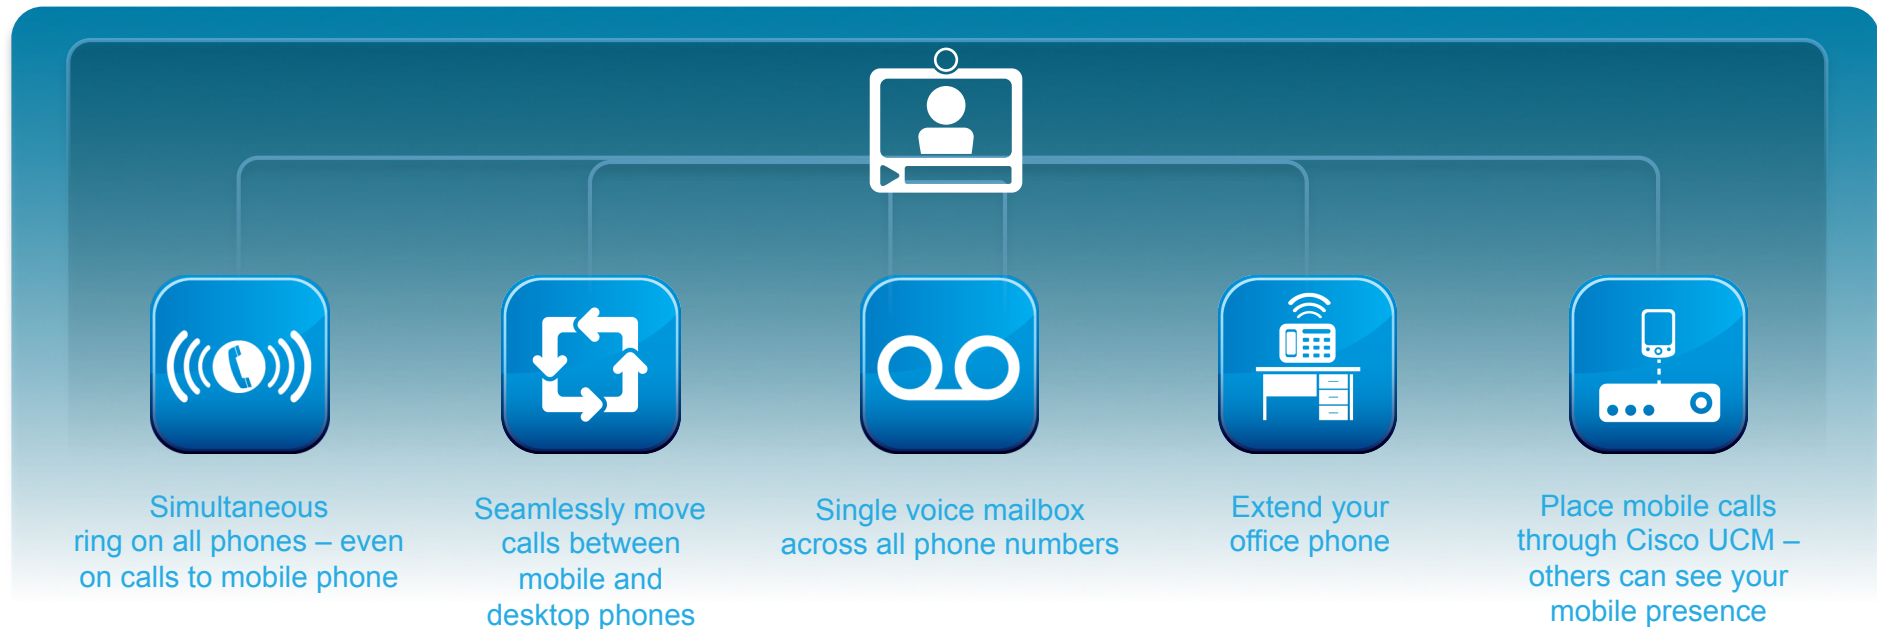 Simultaneous
ring on all phones – even
on calls to mobile phone
Seamlessly move
calls between
mobile and
desktop phones
Single voice mailbox
across all phone numbers
Extend your
office phone
Place mobile calls
through Cisco UCM –
others can see your
mobile presence